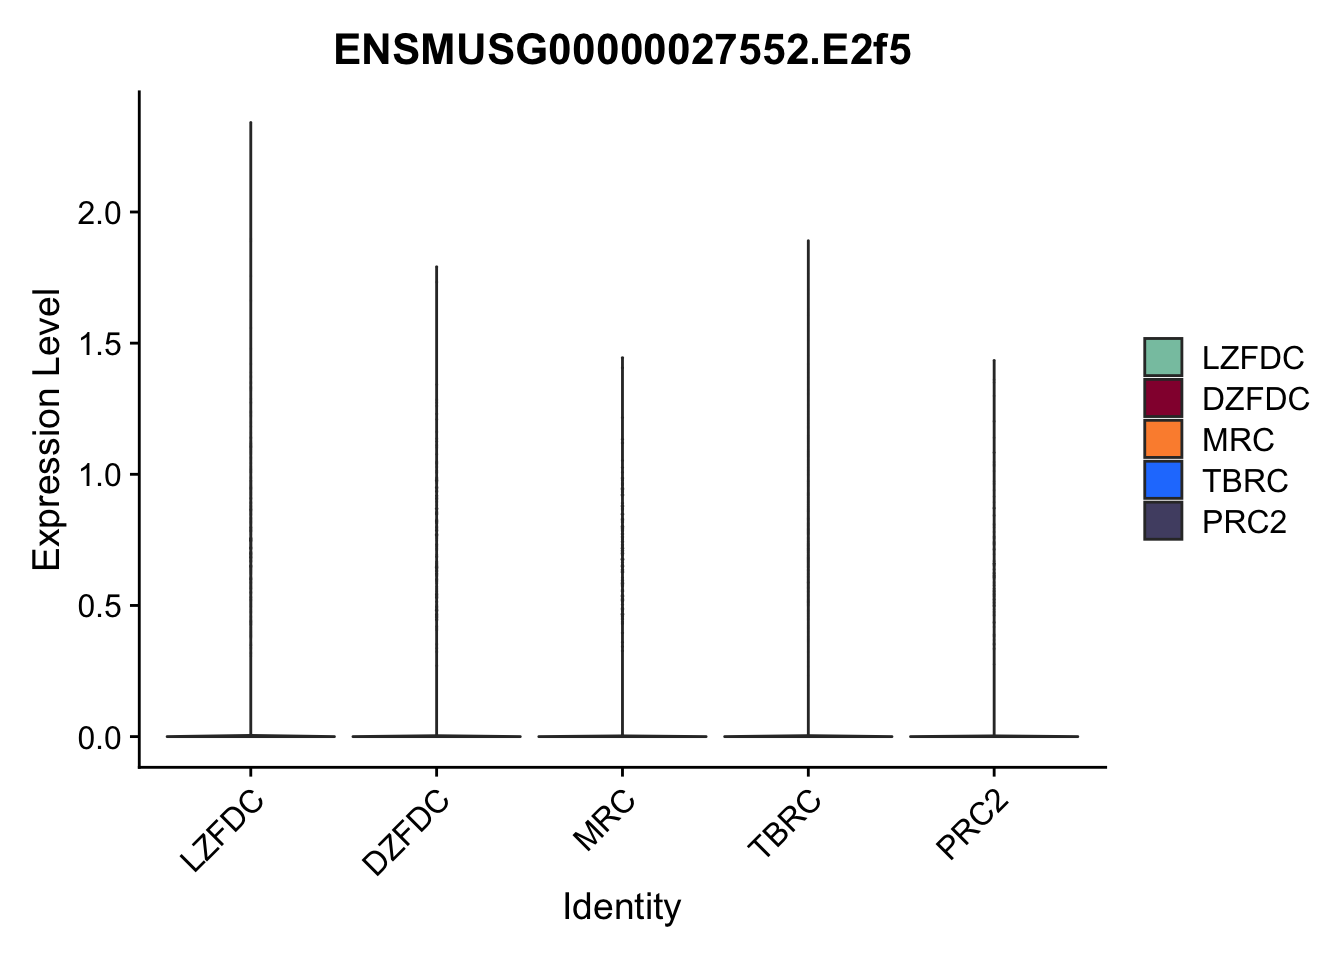 ENSMUSG00000027552.E2f5
Expression Level
2.0
1.5
1.0
0.5
0.0
LZFDC
DZFDC
MRC
TBRC
PRC2
Identity
LZFDC
DZFDC
MRC
TBRC
PRC2